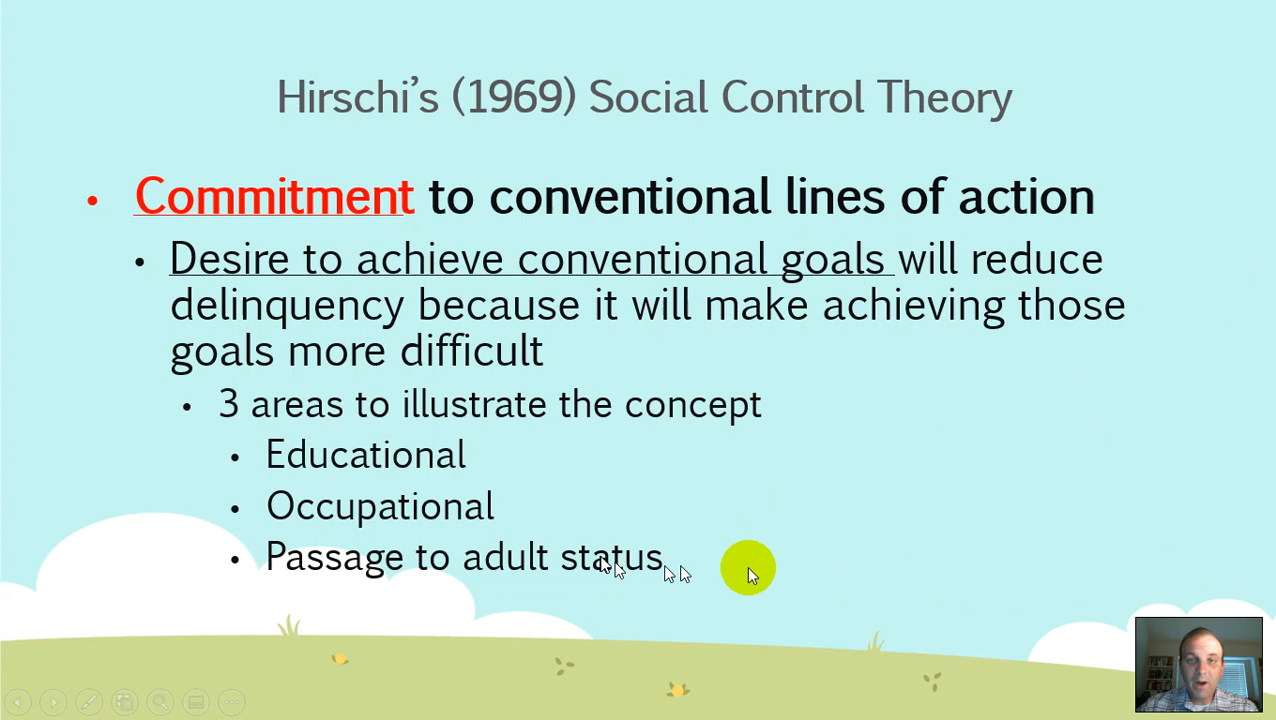 Hirschi’s (1969) Social Control Theory
• Commitment to conventional lines of action
• Desire to achieve conventional goals will reduce
delinquency because it will make achieving those
goals more difficult
• 3 areas to illustrate the concept
• Educational
• Occupational
• Passage to adult status